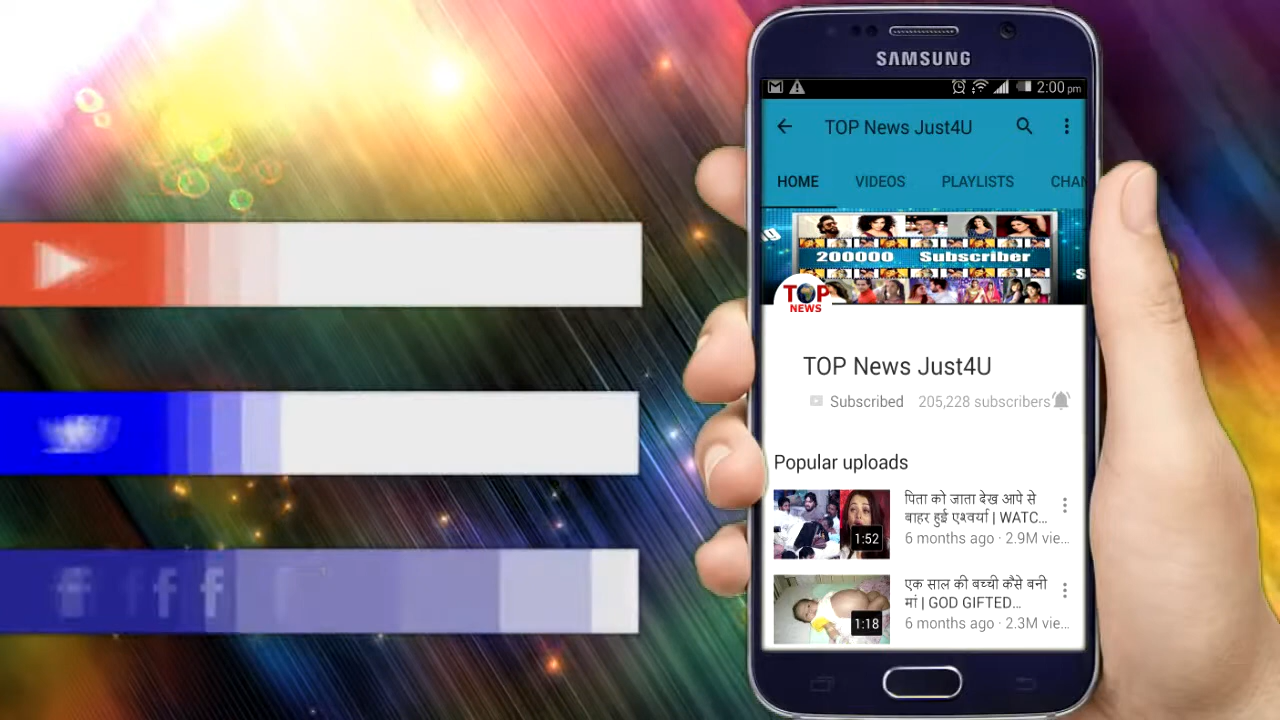 SAMSUNG
2:00 pm
TOP News Just4U
HOME VIDEOS PLAYLISTS CHAN
200000 Subscriber
TOP
NEWS
TOP News Just4U
Subscribed 205,228 subscribers
Popular uploads
पिता को जाता देख आपे से
बाहर हुई एश्वर्या | WATC...
6 months ago · 2.9M vie...
1:52
एक साल की बच्ची कैसे बनी
मां | GOD GIFTED...
6 months ago · 2.3M vie...
1:18